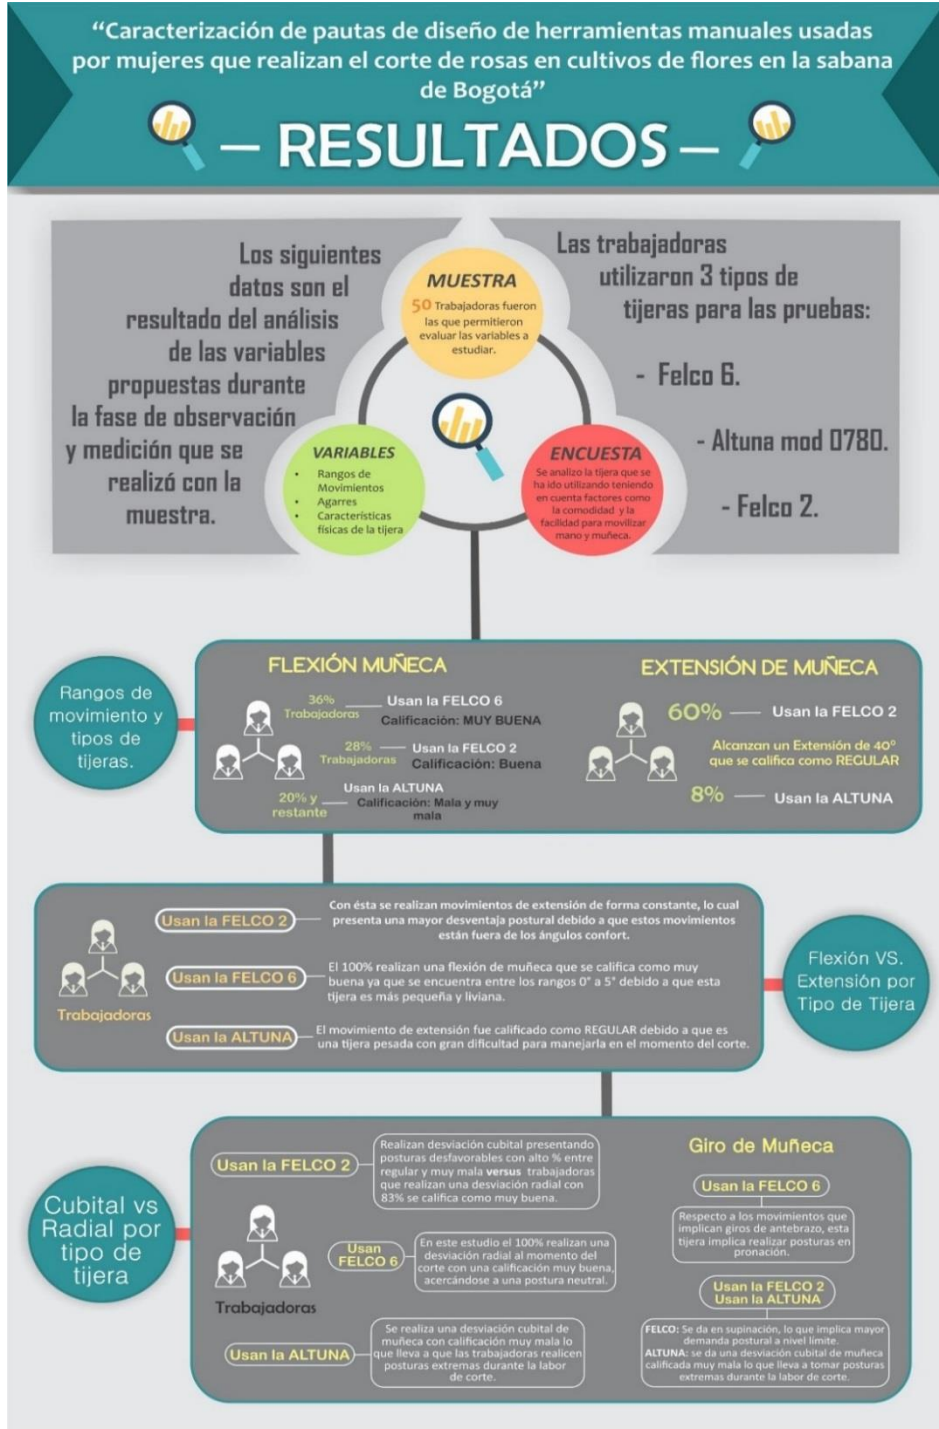 “Caracterización de pautas de diseño de herramientas manuales usadas
por mujeres que realizan el corte de rosas en cultivos de flores en la sabana
de Bogotá”
— RESULTADOS —
Los siguientes
datos son el
resultado del análisis
de las variables
propuestas durante
la fase de observación
y medición que se
realizó con la
muestra.
MUESTRA
50 Trabajadoras fueron
las que permitieron
evaluar las variables a
estudiar.
VARIABLES
• Rangos de
Movimientos
• Agarres
• Características
físicas de la tijera
ENCUESTA
Se analizo la tijera que se
ha ido utilizando teniendo
en cuenta factores como
la comodidad y la
facilidad para movilizar
mano y muñeca.
Las trabajadoras
utilizaron 3 tipos de
tijeras para las pruebas:
- Felco 6.
- Altuna mod 0780.
- Felco 2.
Rangos de
movimiento y
tipos de
tijeras.
FLEXIÓN MUÑECA
36%
Trabajadoras
Usan la FELCO 6
Calificación: MUY BUENA
28%
Trabajadoras
Usan la FELCO 2
Calificación: Buena
20% y
restante
Usan la ALTUNA
Calificación: Mala y muy
mala
EXTENSIÓN DE MUÑECA
60% — Usan la FELCO 2
Alcanzan un Extensión de 40°
que se califica como REGULAR
8% — Usan la ALTUNA
Trabajadoras
Usan la FELCO 2
Con ésta se realizan movimientos de extensión de forma constante, lo cual
presenta una mayor desventaja postural debido a que estos movimientos
están fuera de los ángulos confort.
Usan la FELCO 6
El 100% realizan una flexión de muñeca que se califica como muy
buena ya que se encuentra entre los rangos 0° a 5° debido a que esta
tijera es más pequeña y liviana.
Usan la ALTUNA
El movimiento de extensión fue calificado como REGULAR debido a que es
una tijera pesada con gran dificultad para manejarla en el momento del corte.
Flexión VS.
Extensión por
Tipo de Tijera
Cubital vs
Radial por
tipo de
tijera
Usan la FELCO 2
Realizan desviación cubital presentando
posturas desfavorables con alto % entre
regular y muy mala versus trabajadoras
que realizan una desviación radial con
83% se califica como muy buena.
Trabajadoras
Usan
FELCO 6
En este estudio el 100% realizan una
desviación radial al momento del
corte con una calificación muy buena,
acercándose a una postura neutral.
Usan la ALTUNA
Se realiza una desviación cubital de
muñeca con calificación muy mala lo
que lleva a que las trabajadoras realicen
posturas extremas durante la labor
de corte.
Giro de Muñeca
Usan la FELCO 6
Respecto a los movimientos que
implican giros de antebrazo, esta
tijera implica realizar posturas en
pronación.
Usan la FELCO 2
Usan la ALTUNA
FELCO: Se da en supinación, lo que implica mayor
demanda postural a nivel límite.
ALTUNA: se da una desviación cubital de muñeca
calificada muy mala lo que lleva a tomar posturas
extremas durante la labor de corte.